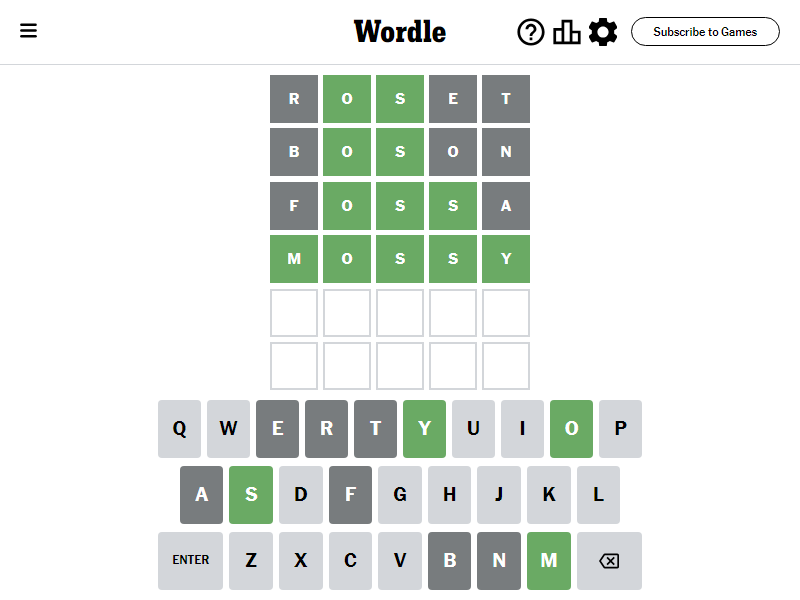 Wordle
Subscribe to Games
R O S E T
B O S O N
F O S S A
M O S S Y
Q W E R T Y U I O P
A S D F G H J K L
ENTER Z X C V B N M